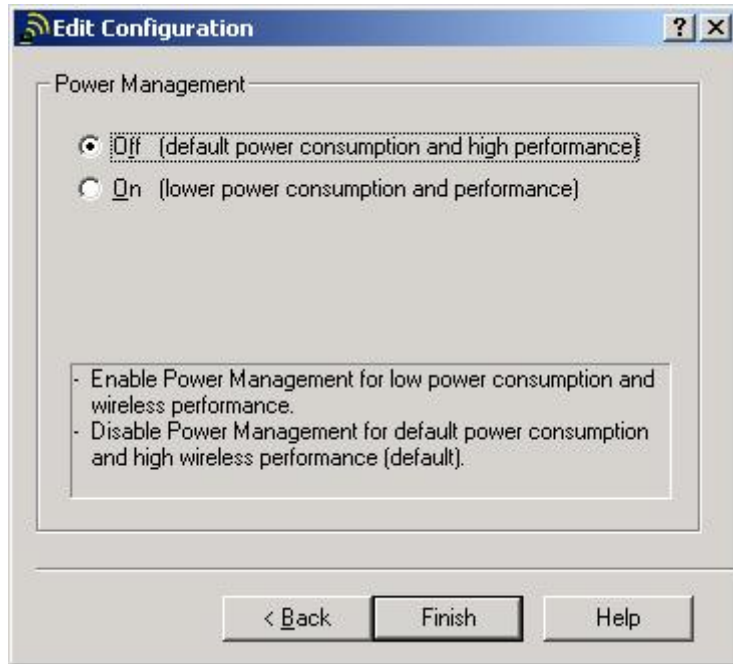 Edit Configuration
Power Management
Off (default power consumption and high performance)
On (lower power consumption and performance)
- Enable Power Management for low power consumption and
wireless performance.
- Disable Power Management for default power consumption
and high wireless performance (default).
< Back Finish Help